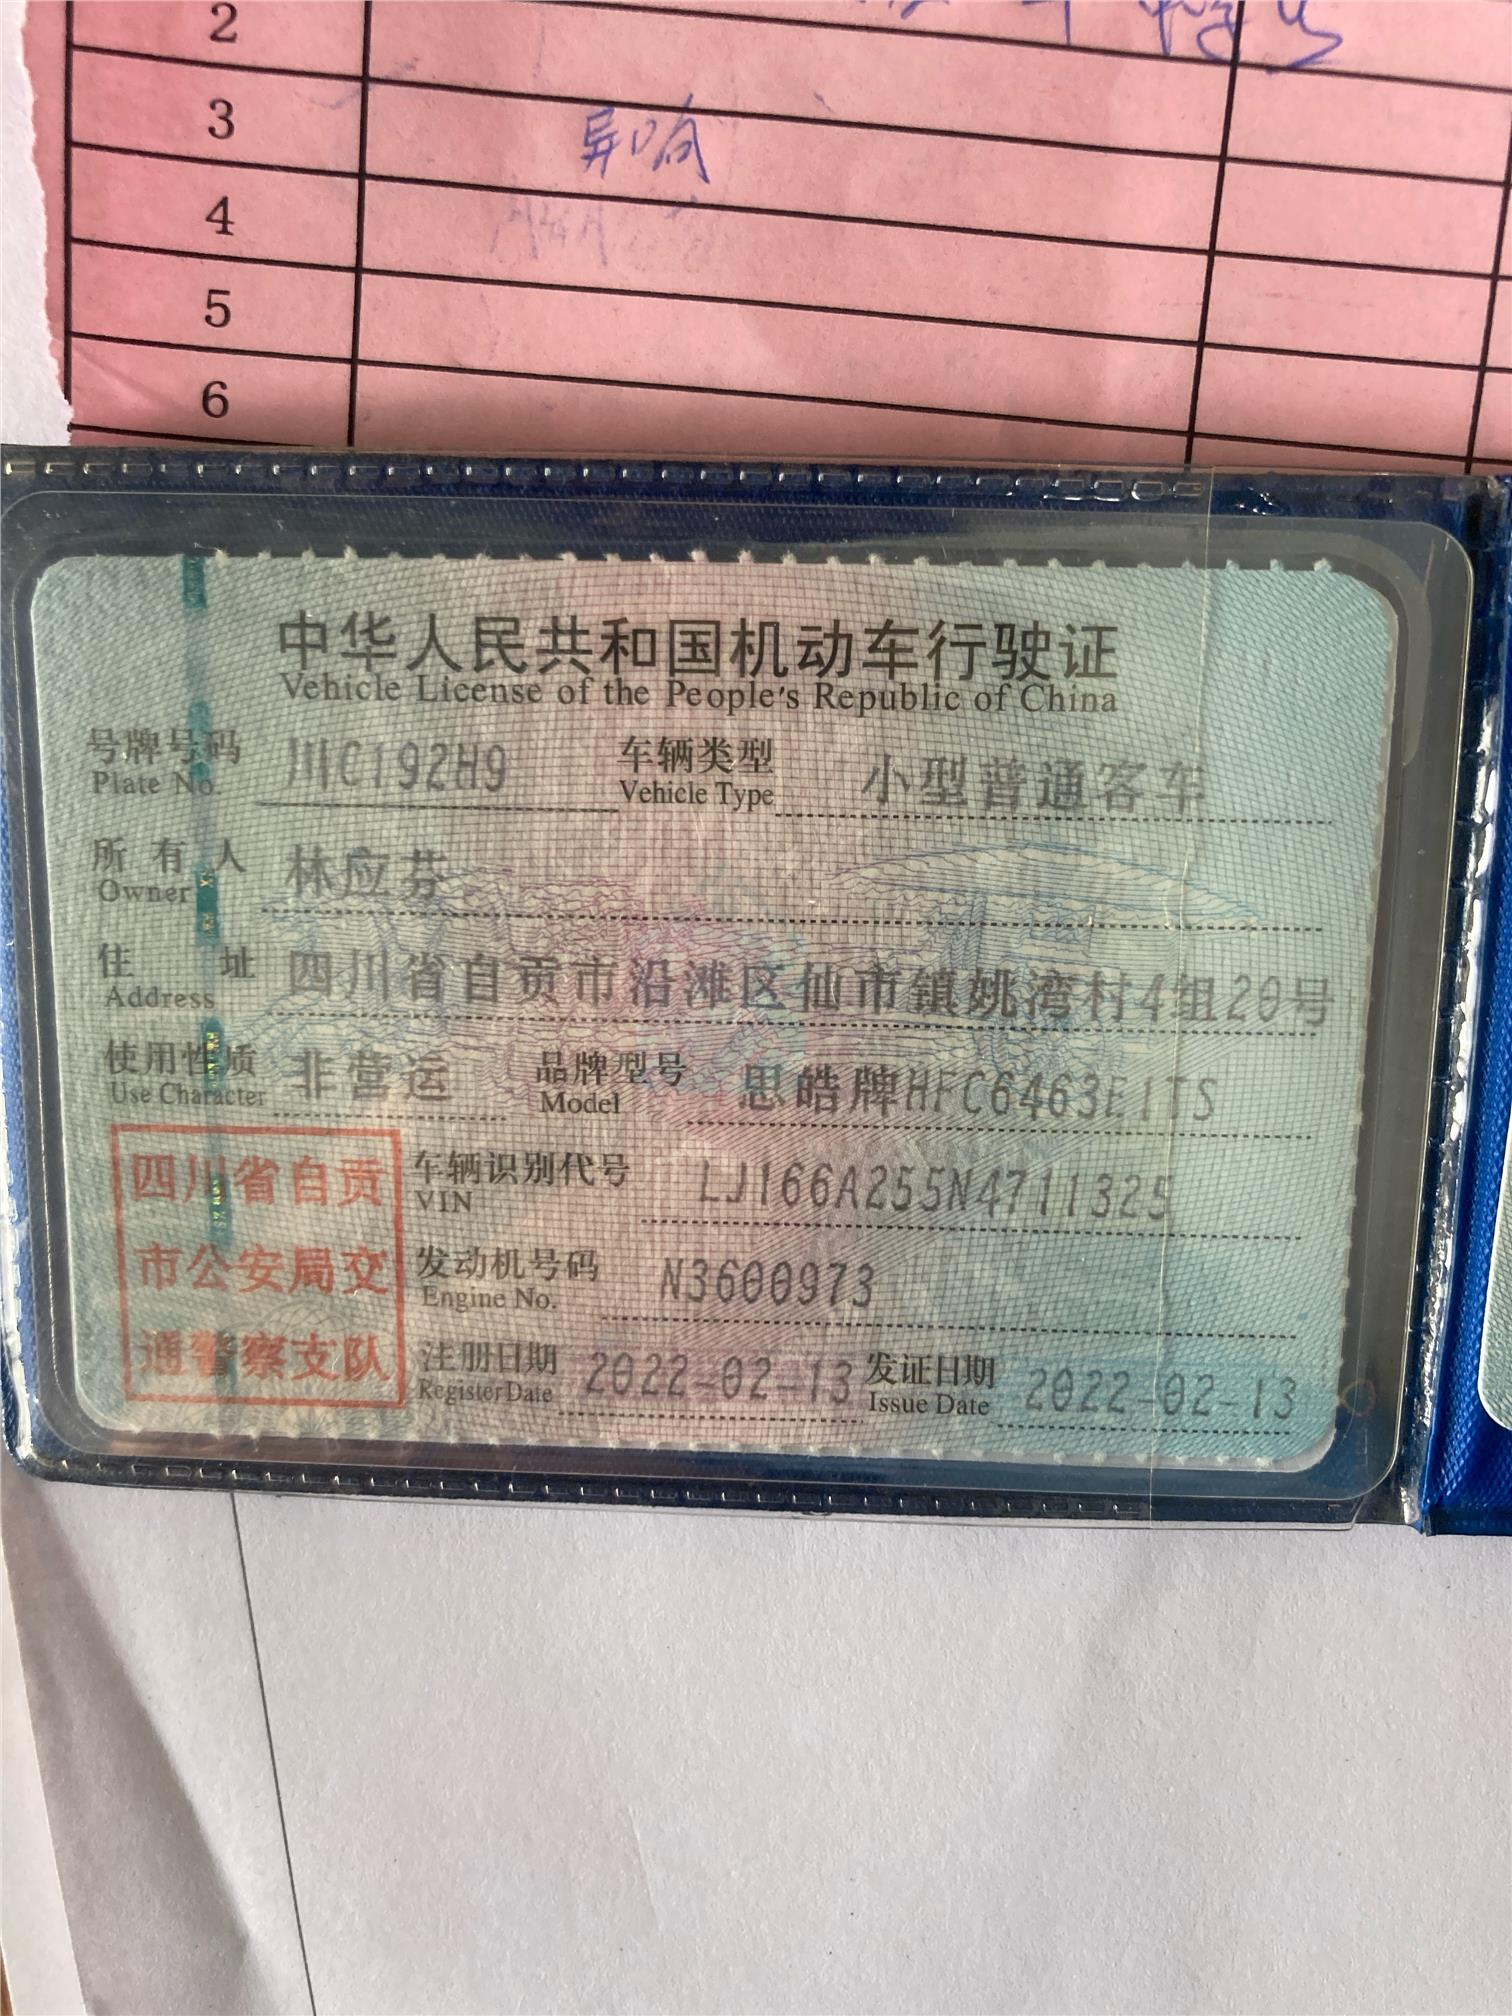 2
3 异响
4
5
6
中华人民共和国机动车行驶证
Vehicle License of the People's Republic of China
号牌号码 川C192H9 车辆类型 小型普通客车
Plate No. Vehicle Type
所有人 林应芬
Owner
住址 四川省自贡市沿滩区仙市镇姚湾村4组20号
Address
使用性质 非营运 品牌型号 思皓牌HFC6463E1TS
Use Character Model
四川省自贡
市公安局交
通警察支队
车辆识别代号 LJ166A255N4711325
VIN
发动机号码 N3600973
Engine No.
注册日期 2022-02-13 发证日期 2022-02-13
Register Date Issue Date